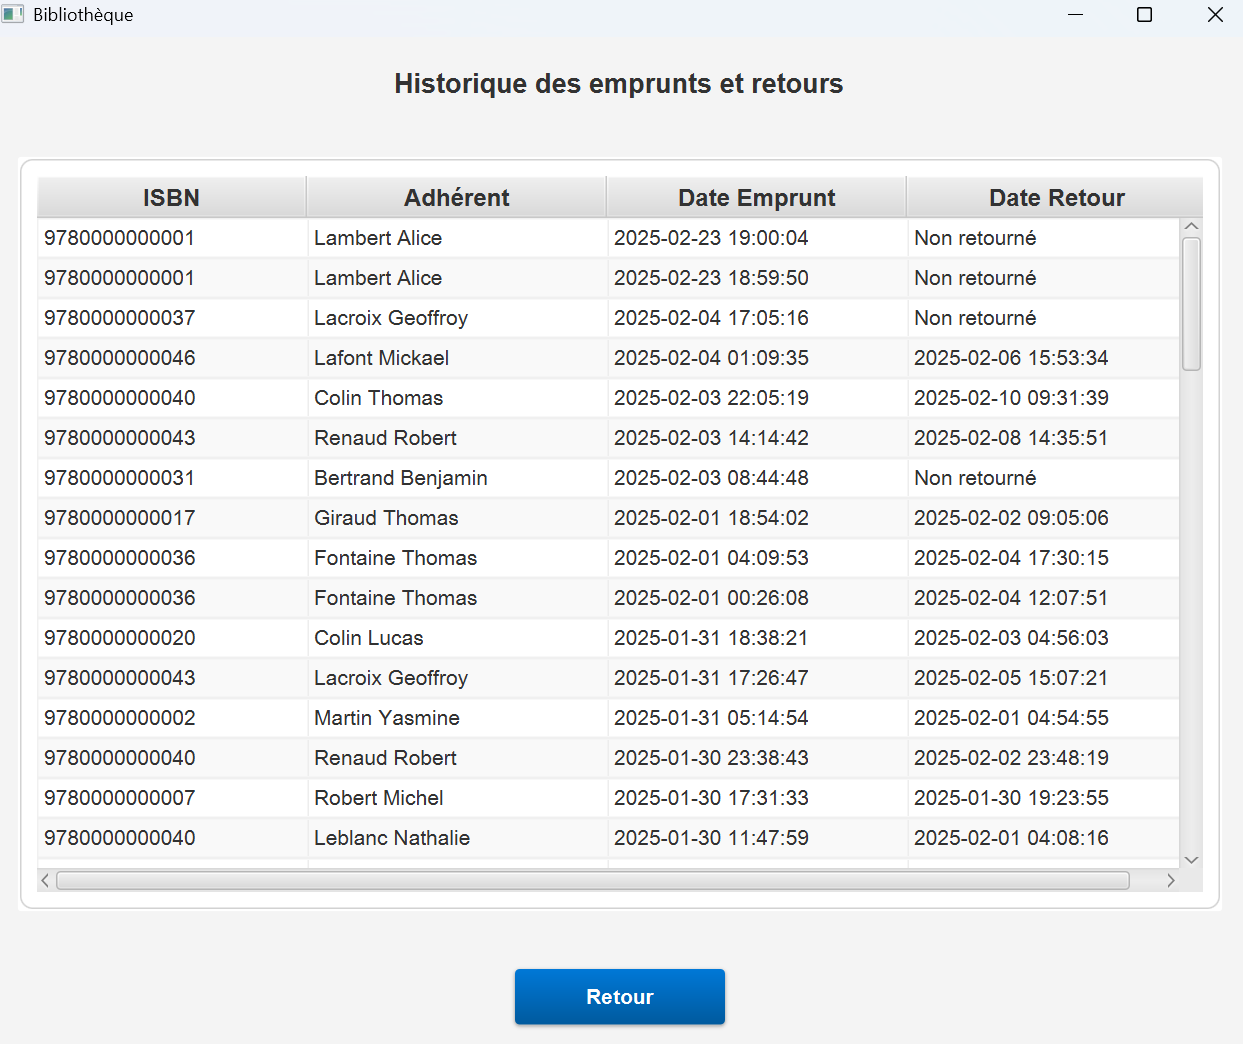 Bibliothèque
Historique des emprunts et retours
ISBN Adhérent Date Emprunt Date Retour
9780000000001 Lambert Alice 2025-02-23 19:00:04 Non retourné
9780000000001 Lambert Alice 2025-02-23 18:59:50 Non retourné
9780000000037 Lacroix Geoffroy 2025-02-04 17:05:16 Non retourné
9780000000046 Lafont Mickael 2025-02-04 01:09:35 2025-02-06 15:53:34
9780000000040 Colin Thomas 2025-02-03 22:05:19 2025-02-10 09:31:39
9780000000043 Renaud Robert 2025-02-03 14:14:42 2025-02-08 14:35:51
9780000000031 Bertrand Benjamin 2025-02-03 08:44:48 Non retourné
9780000000017 Giraud Thomas 2025-02-01 18:54:02 2025-02-02 09:05:06
9780000000036 Fontaine Thomas 2025-02-01 04:09:53 2025-02-04 17:30:15
9780000000036 Fontaine Thomas 2025-02-01 00:26:08 2025-02-04 12:07:51
9780000000020 Colin Lucas 2025-01-31 18:38:21 2025-02-03 04:56:03
9780000000043 Lacroix Geoffroy 2025-01-31 17:26:47 2025-02-05 15:07:21
9780000000002 Martin Yasmine 2025-01-31 05:14:54 2025-02-01 04:54:55
9780000000040 Renaud Robert 2025-01-30 23:38:43 2025-02-02 23:48:19
9780000000007 Robert Michel 2025-01-30 17:31:33 2025-01-30 19:23:55
9780000000040 Leblanc Nathalie 2025-01-30 11:47:59 2025-02-01 04:08:16
Retour